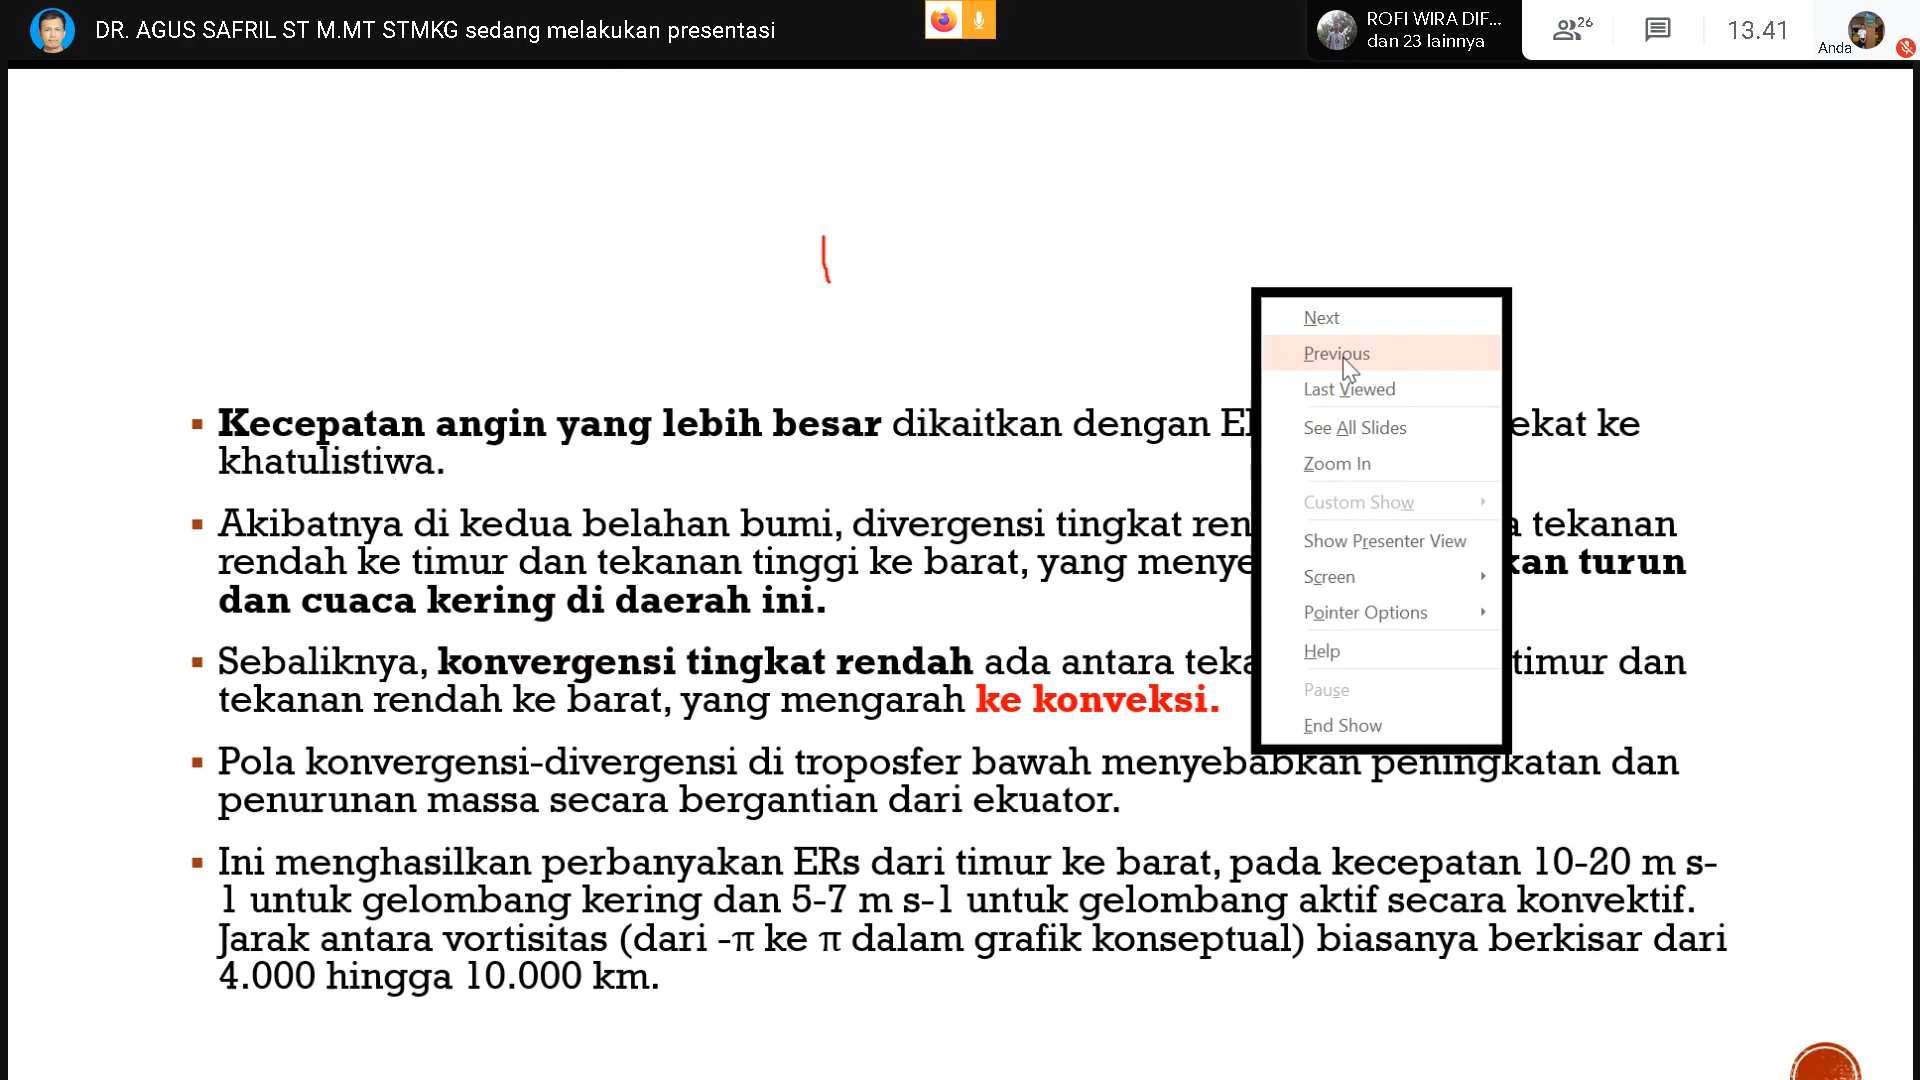 DR. AGUS SAFRIL ST M.MT STMKG sedang melakukan presentasi
ROFI WIRA DIF...
dan 23 lainnya
26
13.41
Anda
Next
Previous
Last Viewed
See All Slides
Zoom In
Custom Show
Show Presenter View
Screen
Pointer Options
Help
Pause
End Show
▪ Kecepatan angin yang lebih besar dikaitkan dengan ekat ke
khatulistiwa.
▪ Akibatnya di kedua belahan bumi, divergensi tingkat ren tekanan
rendah ke timur dan tekanan tinggi ke barat, yang menye kan turun
dan cuaca kering di daerah ini.
▪ Sebaliknya, konvergensi tingkat rendah ada antara teka timur dan
tekanan rendah ke barat, yang mengarah ke konveksi.
▪ Pola konvergensi-divergensi di troposfer bawah menyebabkan peningkatan dan
penurunan massa secara bergantian dari ekuator.
▪ Ini menghasilkan perbanyakan ERs dari timur ke barat, pada kecepatan 10-20 m s-
1 untuk gelombang kering dan 5-7 m s-1 untuk gelombang aktif secara konvektif.
Jarak antara vortisitas (dari -π ke π dalam grafik konseptual) biasanya berkisar dari
4.000 hingga 10.000 km.